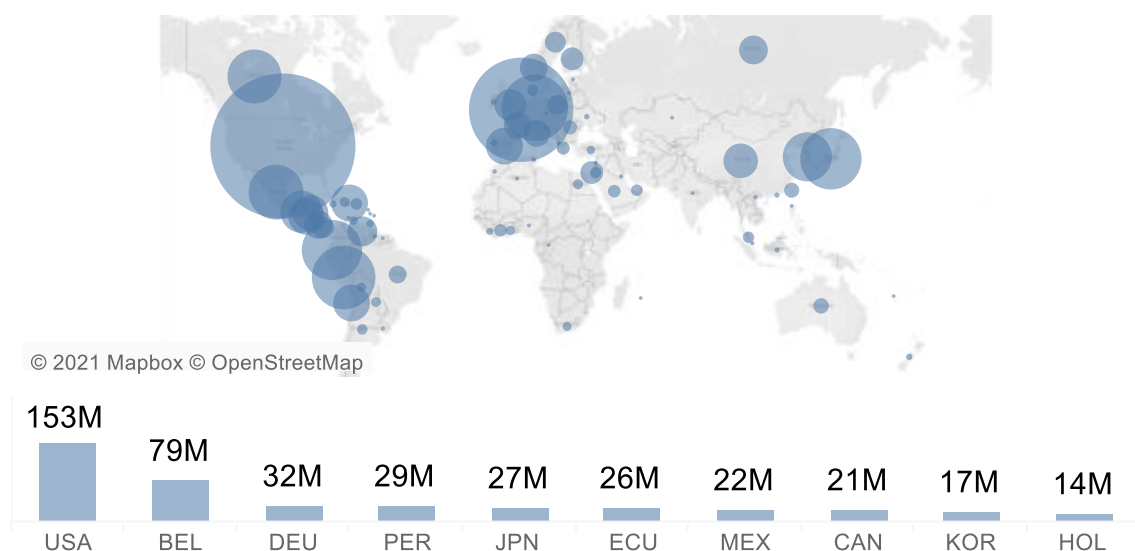 © 2021 Mapbox © OpenStreetMap
153M
79M
32M
29M
27M
26M
22M
21M
17M
14M
USA
BEL
DEU
PER
JPN
ECU
MEX
CAN
KOR
HOL